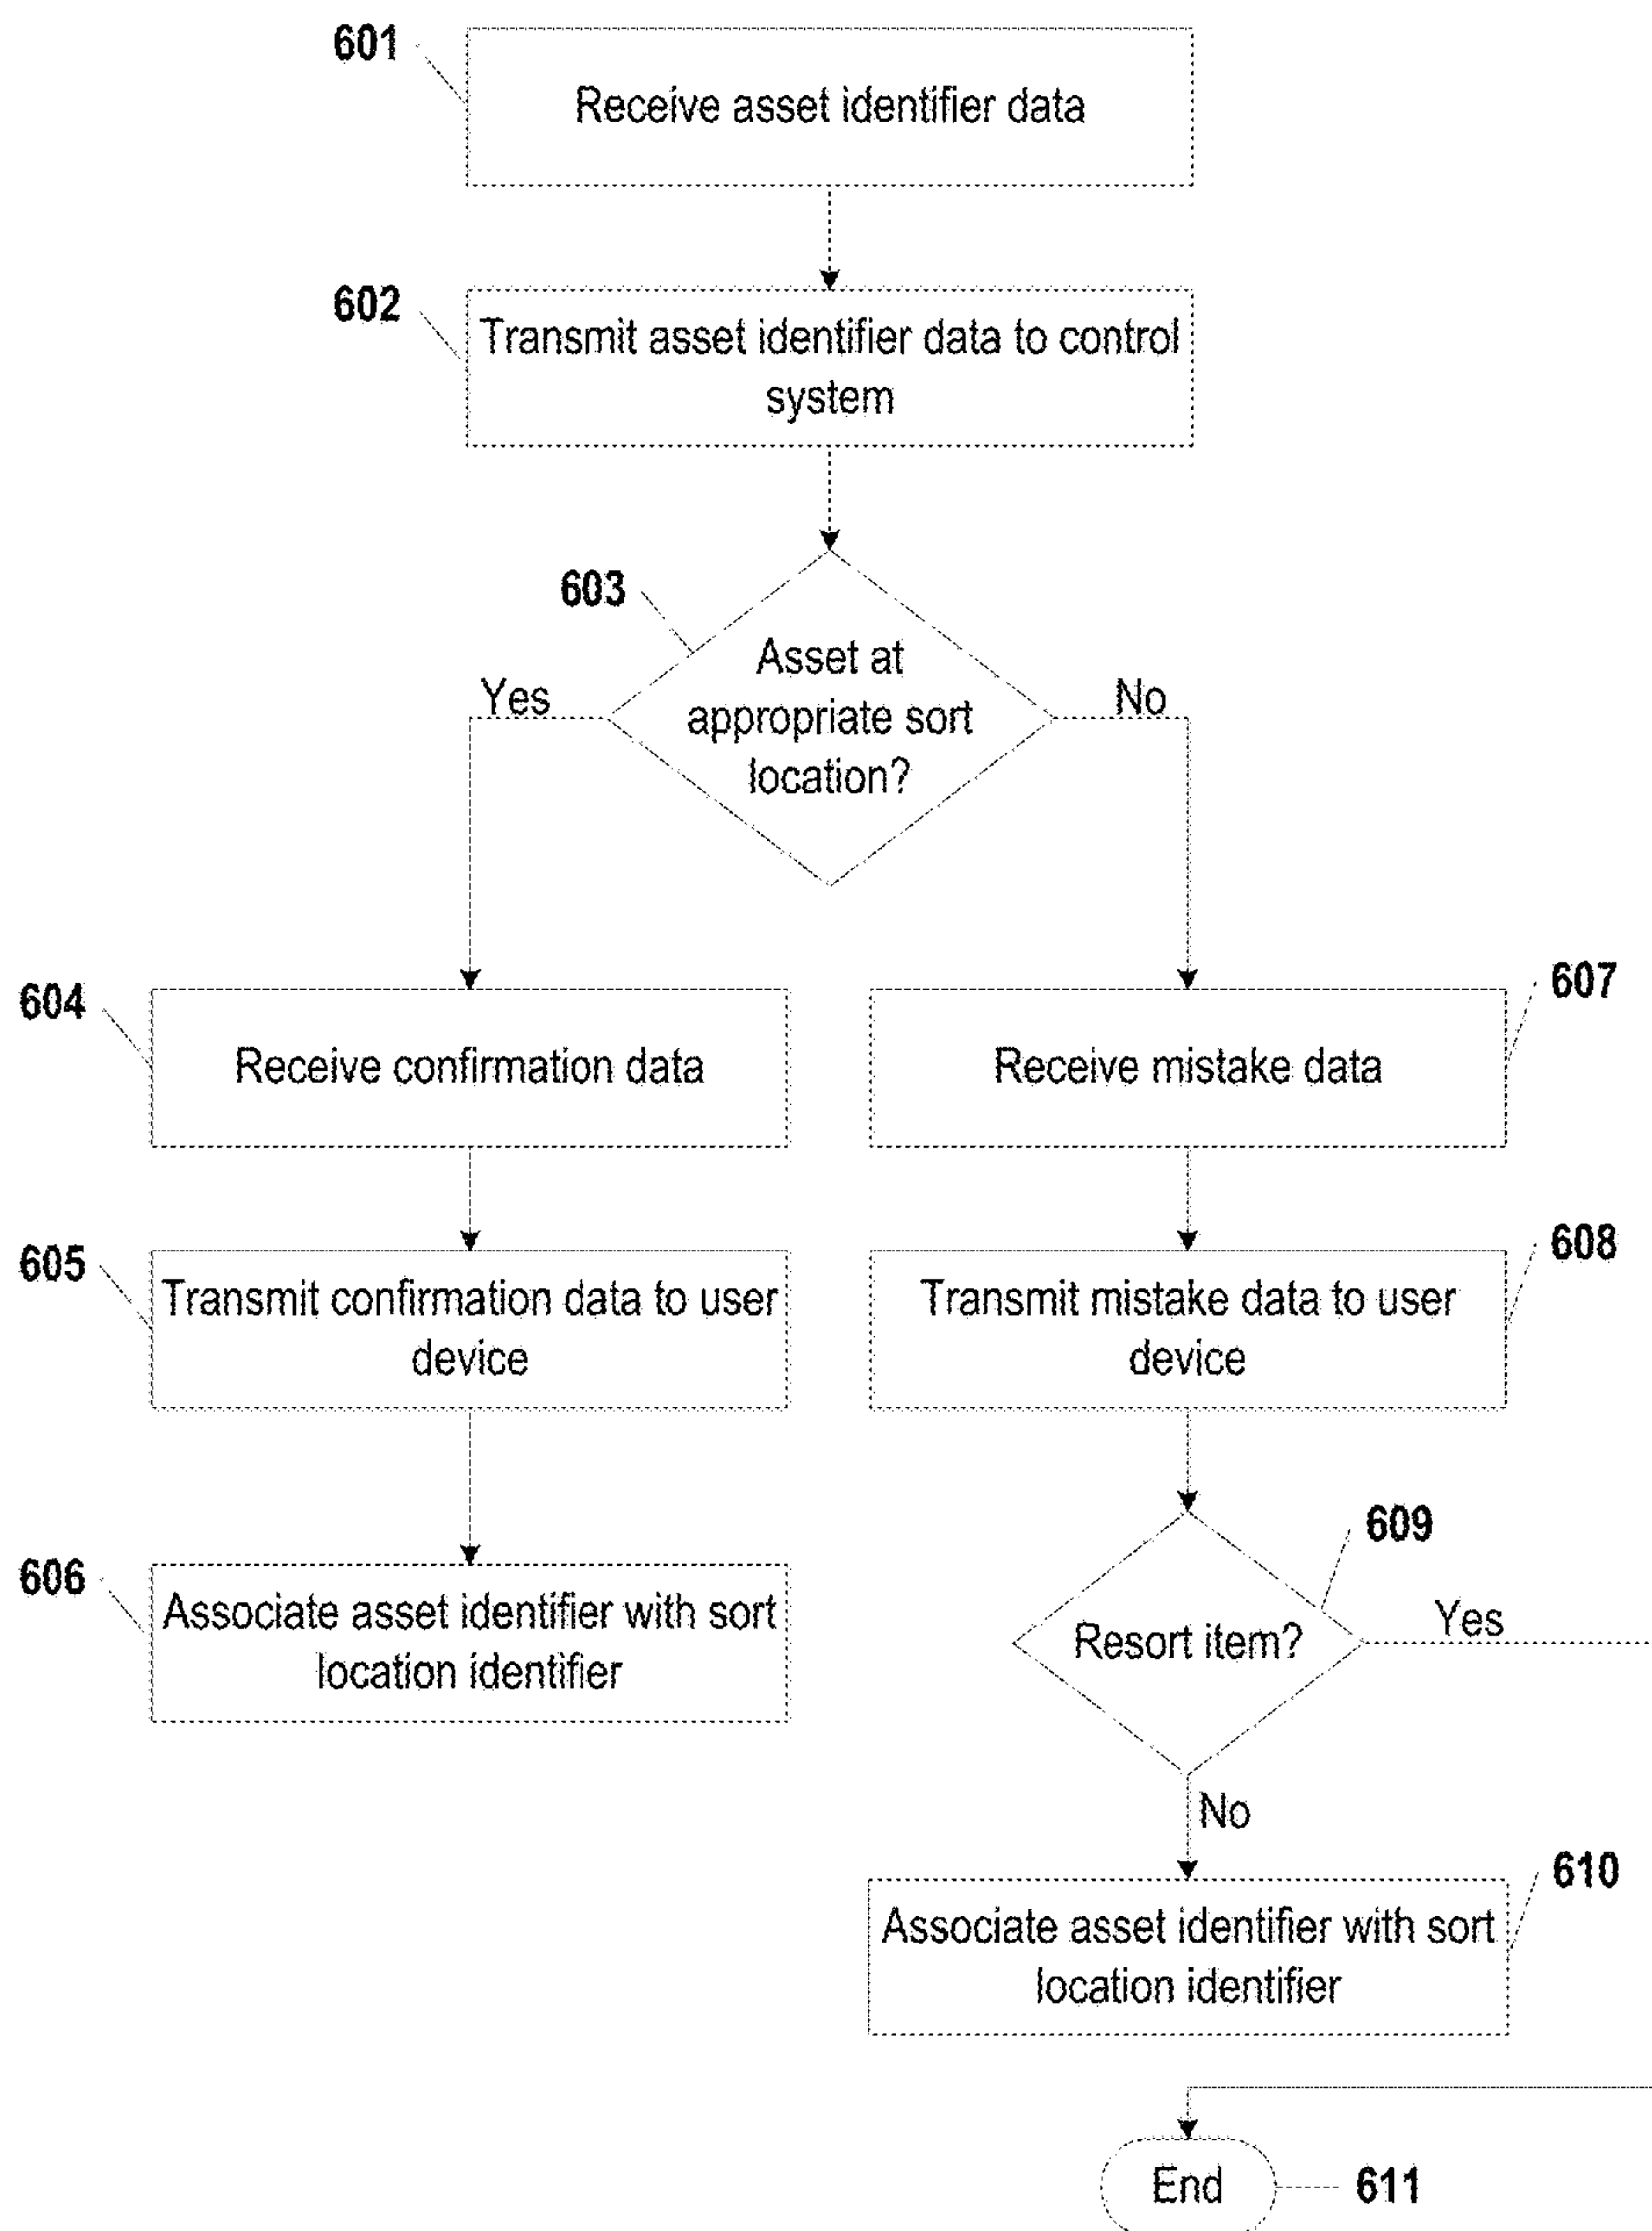 601
Receive asset identifier data
602
Transmit asset identifier data to control
system
603
Asset at
appropriate sort
location?
Yes
No
604
Receive confirmation data
607
Receive mistake data
605
Transmit confirmation data to user
device
608
Transmit mistake data to user
device
606
Associate asset identifier with sort
location identifier
609
Resort item?
Yes
No
610
Associate asset identifier with sort
location identifier
End
611